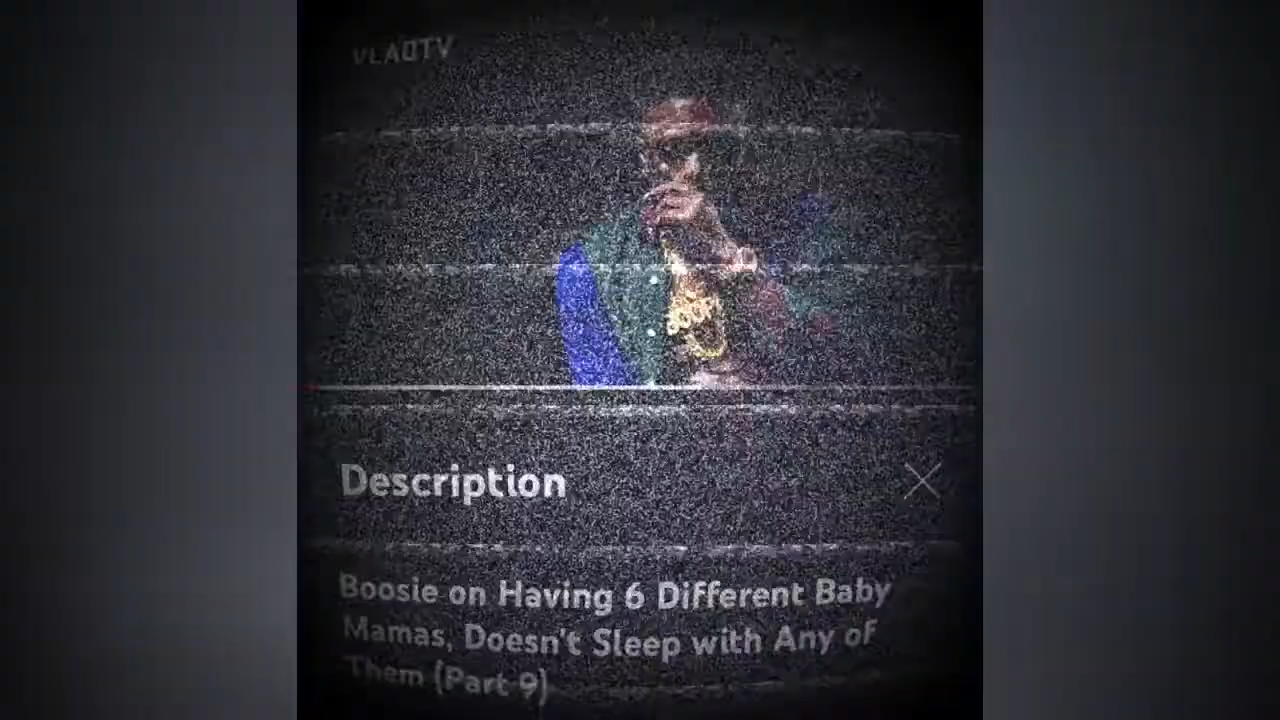 VLADTV
Description
Boosie on Having 6 Different Baby
Mamas, Doesn't Sleep with Any of
Them (Part 9)